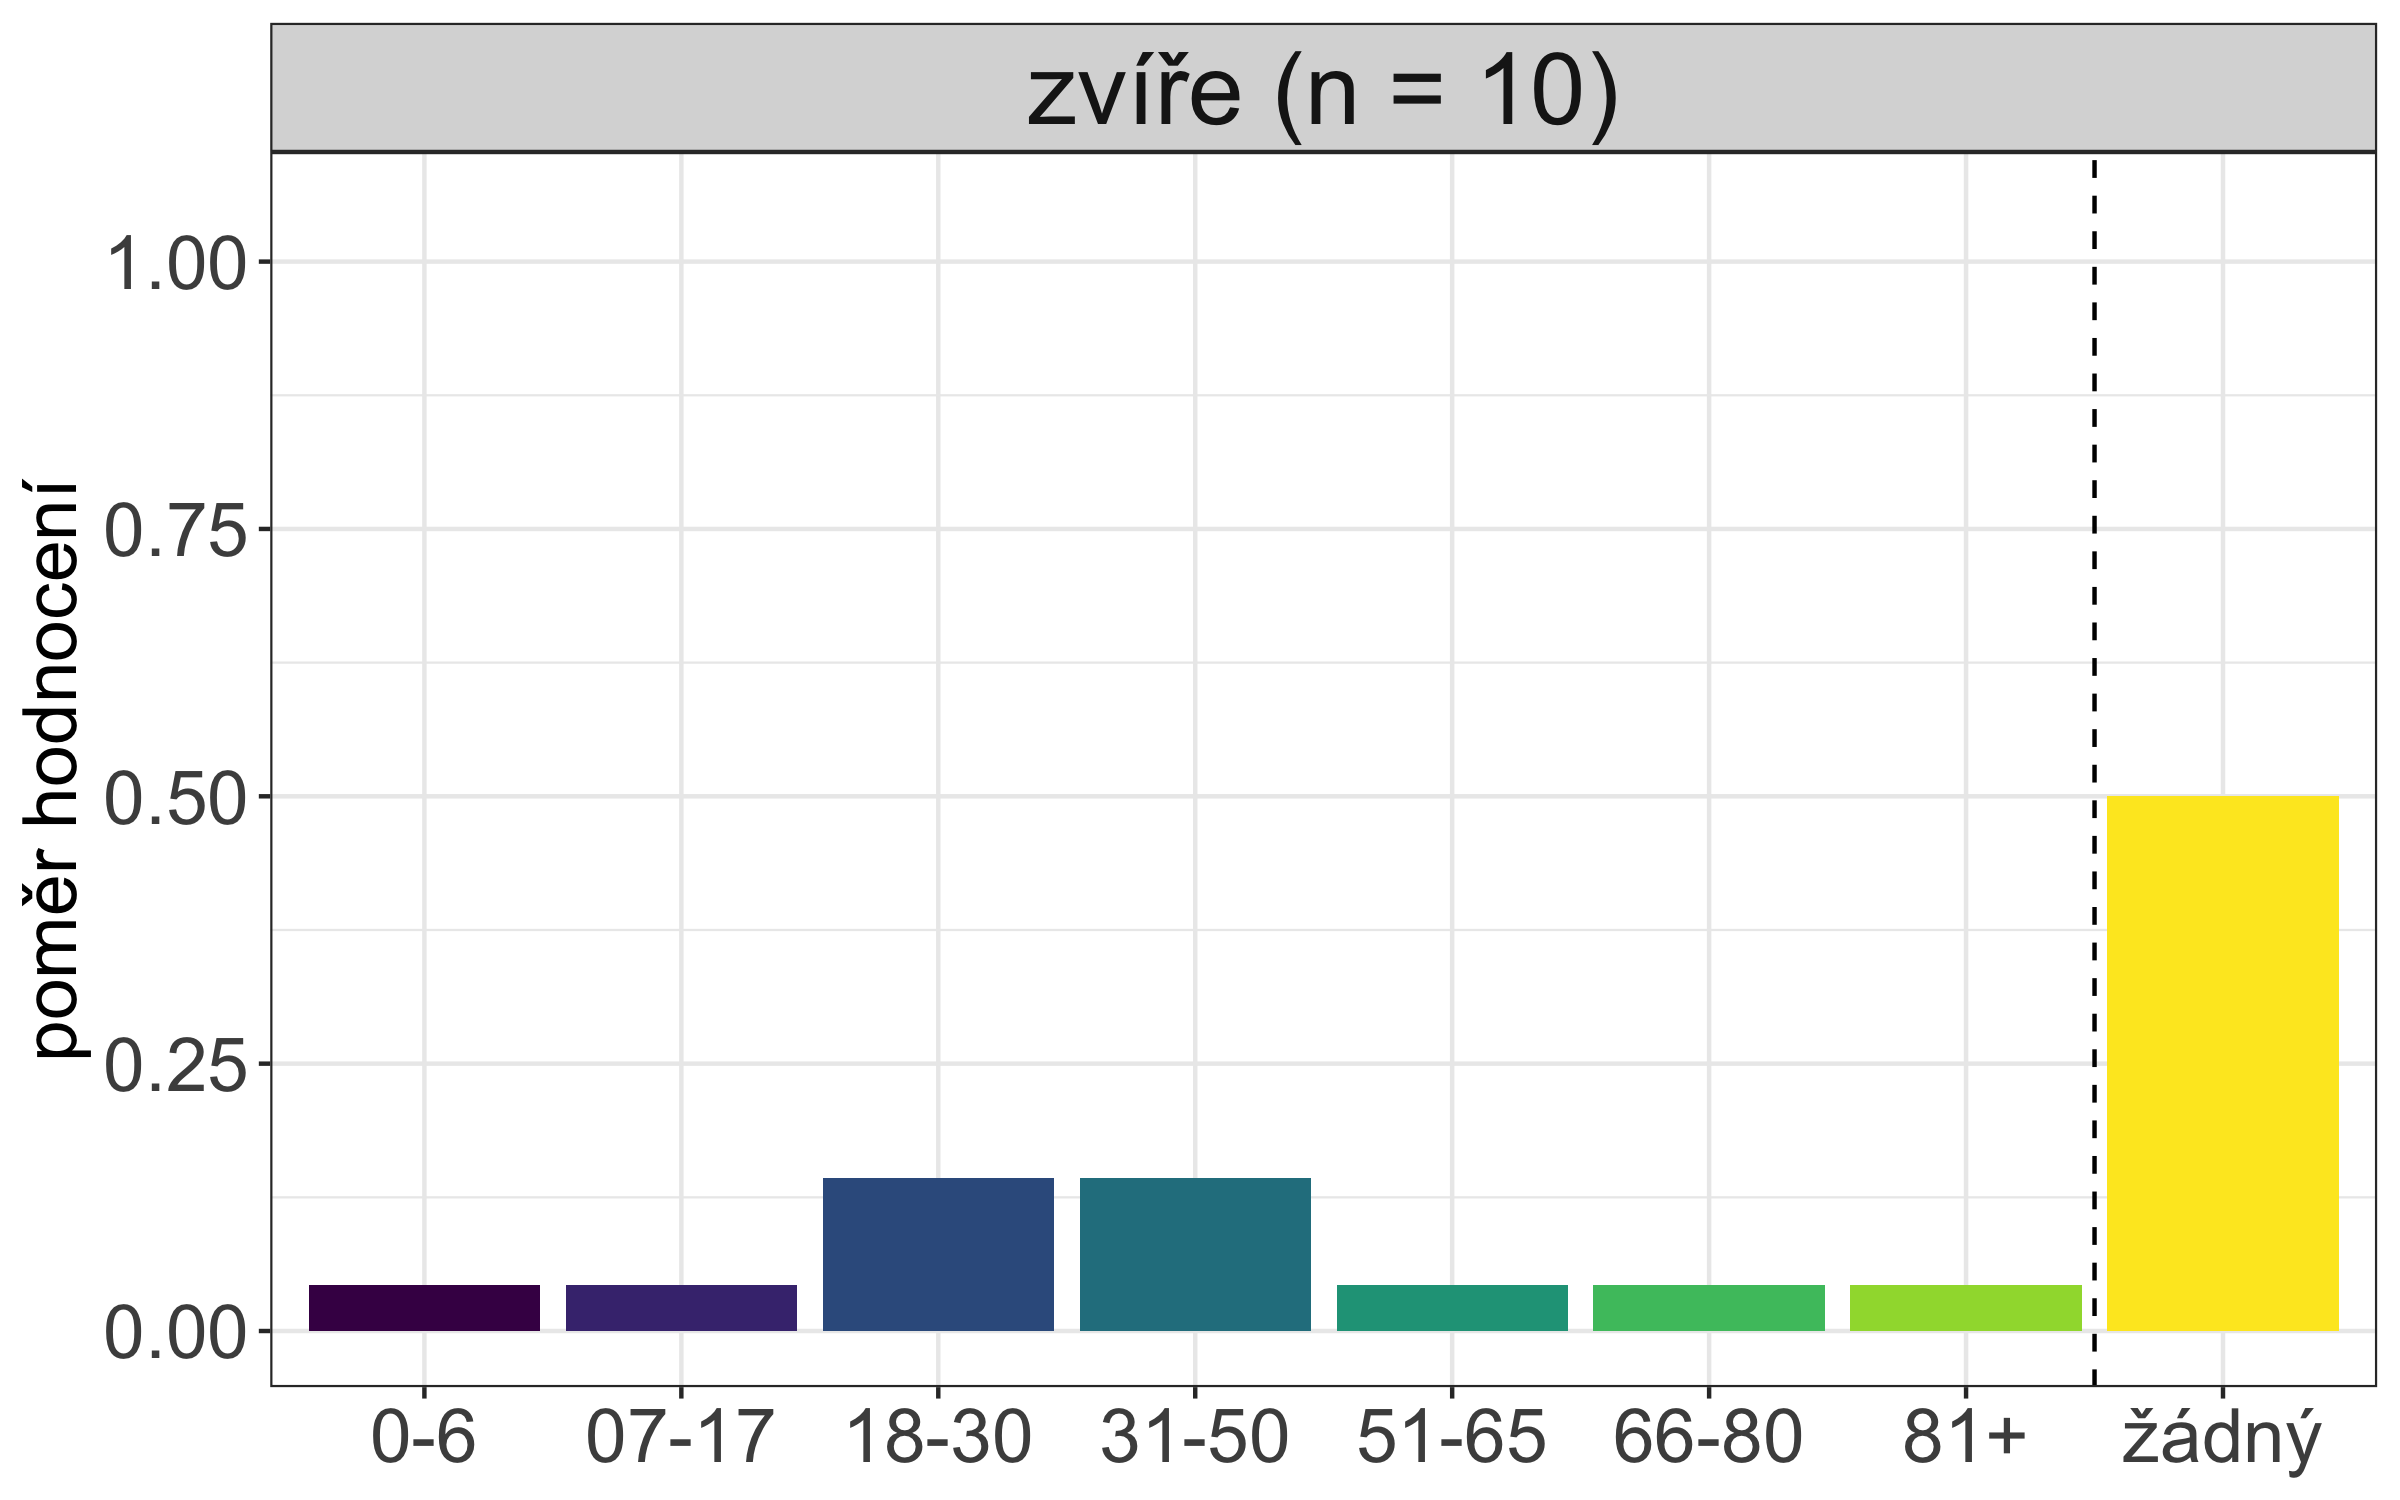 zvíře (n = 10)
poměr hodnocení
1.00
0.75
0.50
0.25
0.00
0-6 07-17 18-30 31-50 51-65 66-80 81+ žádný